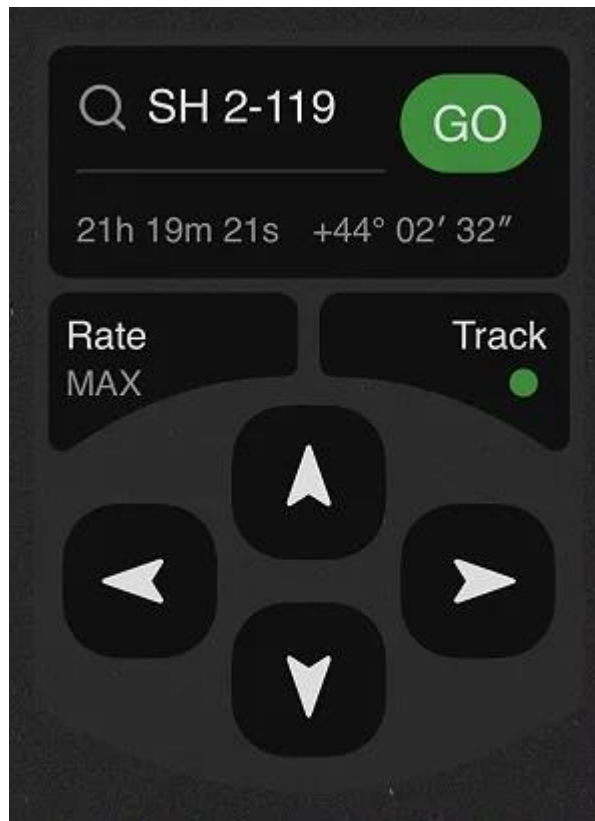 SH 2-119
GO
21h 19m 21s +44° 02′ 32″
Rate
MAX
Track